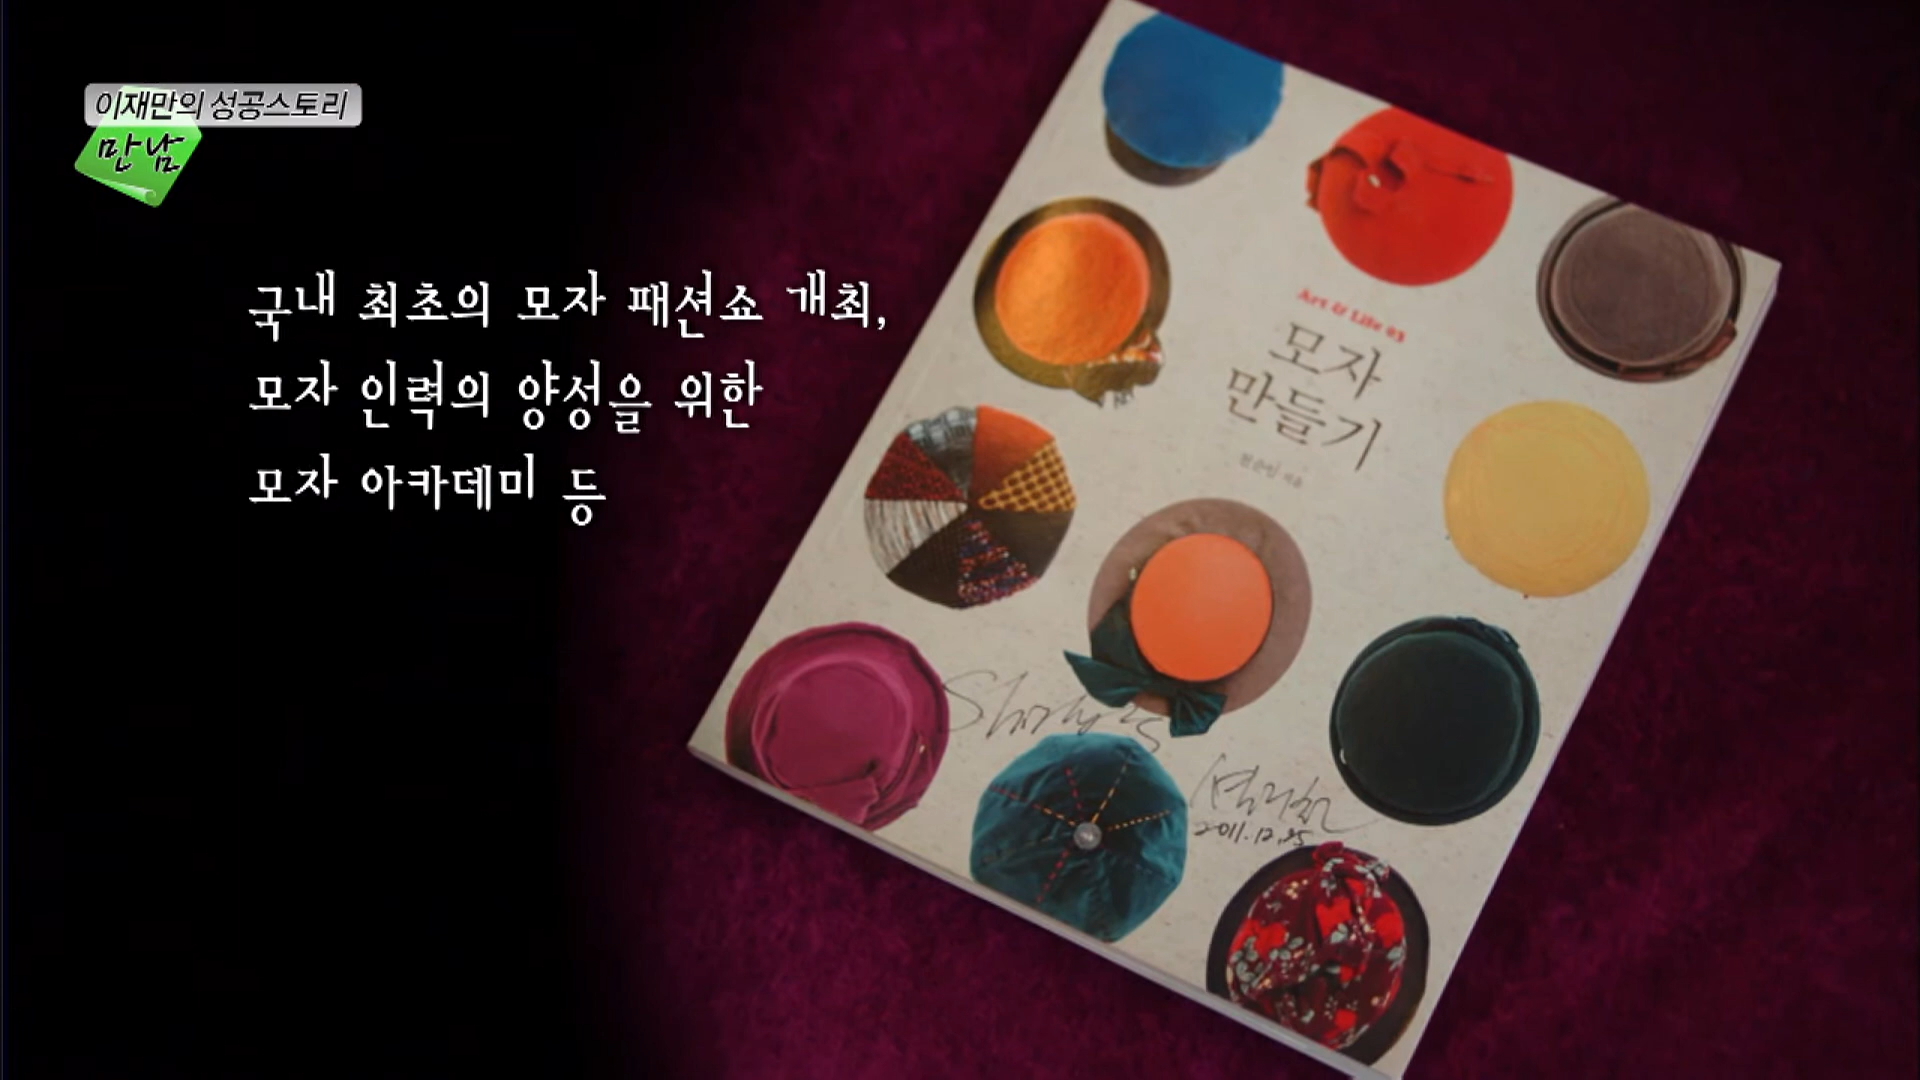 이재만의 성공스토리
만남
국내 최초의 모자 패션쇼 개최,
모자 인력의 양성을 위한
모자 아카데미 등
Art & Life 03
모자
만들기
2011.12.25